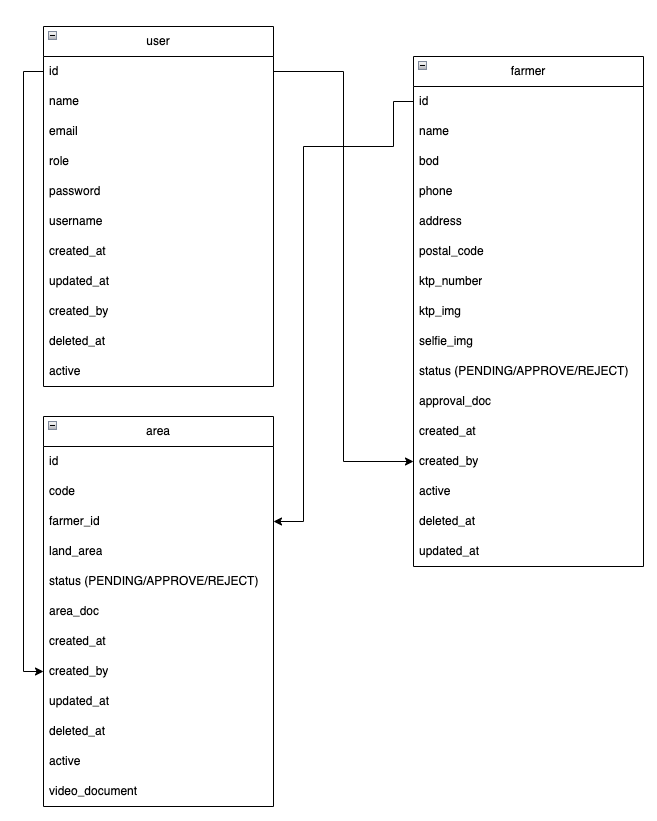 user
id
name
email
role
password
username
created_at
updated_at
created_by
deleted_at
active
farmer
id
name
bod
phone
address
postal_code
ktp_number
ktp_img
selfie_img
status (PENDING/APPROVE/REJECT)
approval_doc
created_at
created_by
active
deleted_at
updated_at
area
id
code
farmer_id
land_area
status (PENDING/APPROVE/REJECT)
area_doc
created_at
created_by
updated_at
deleted_at
active
video_document